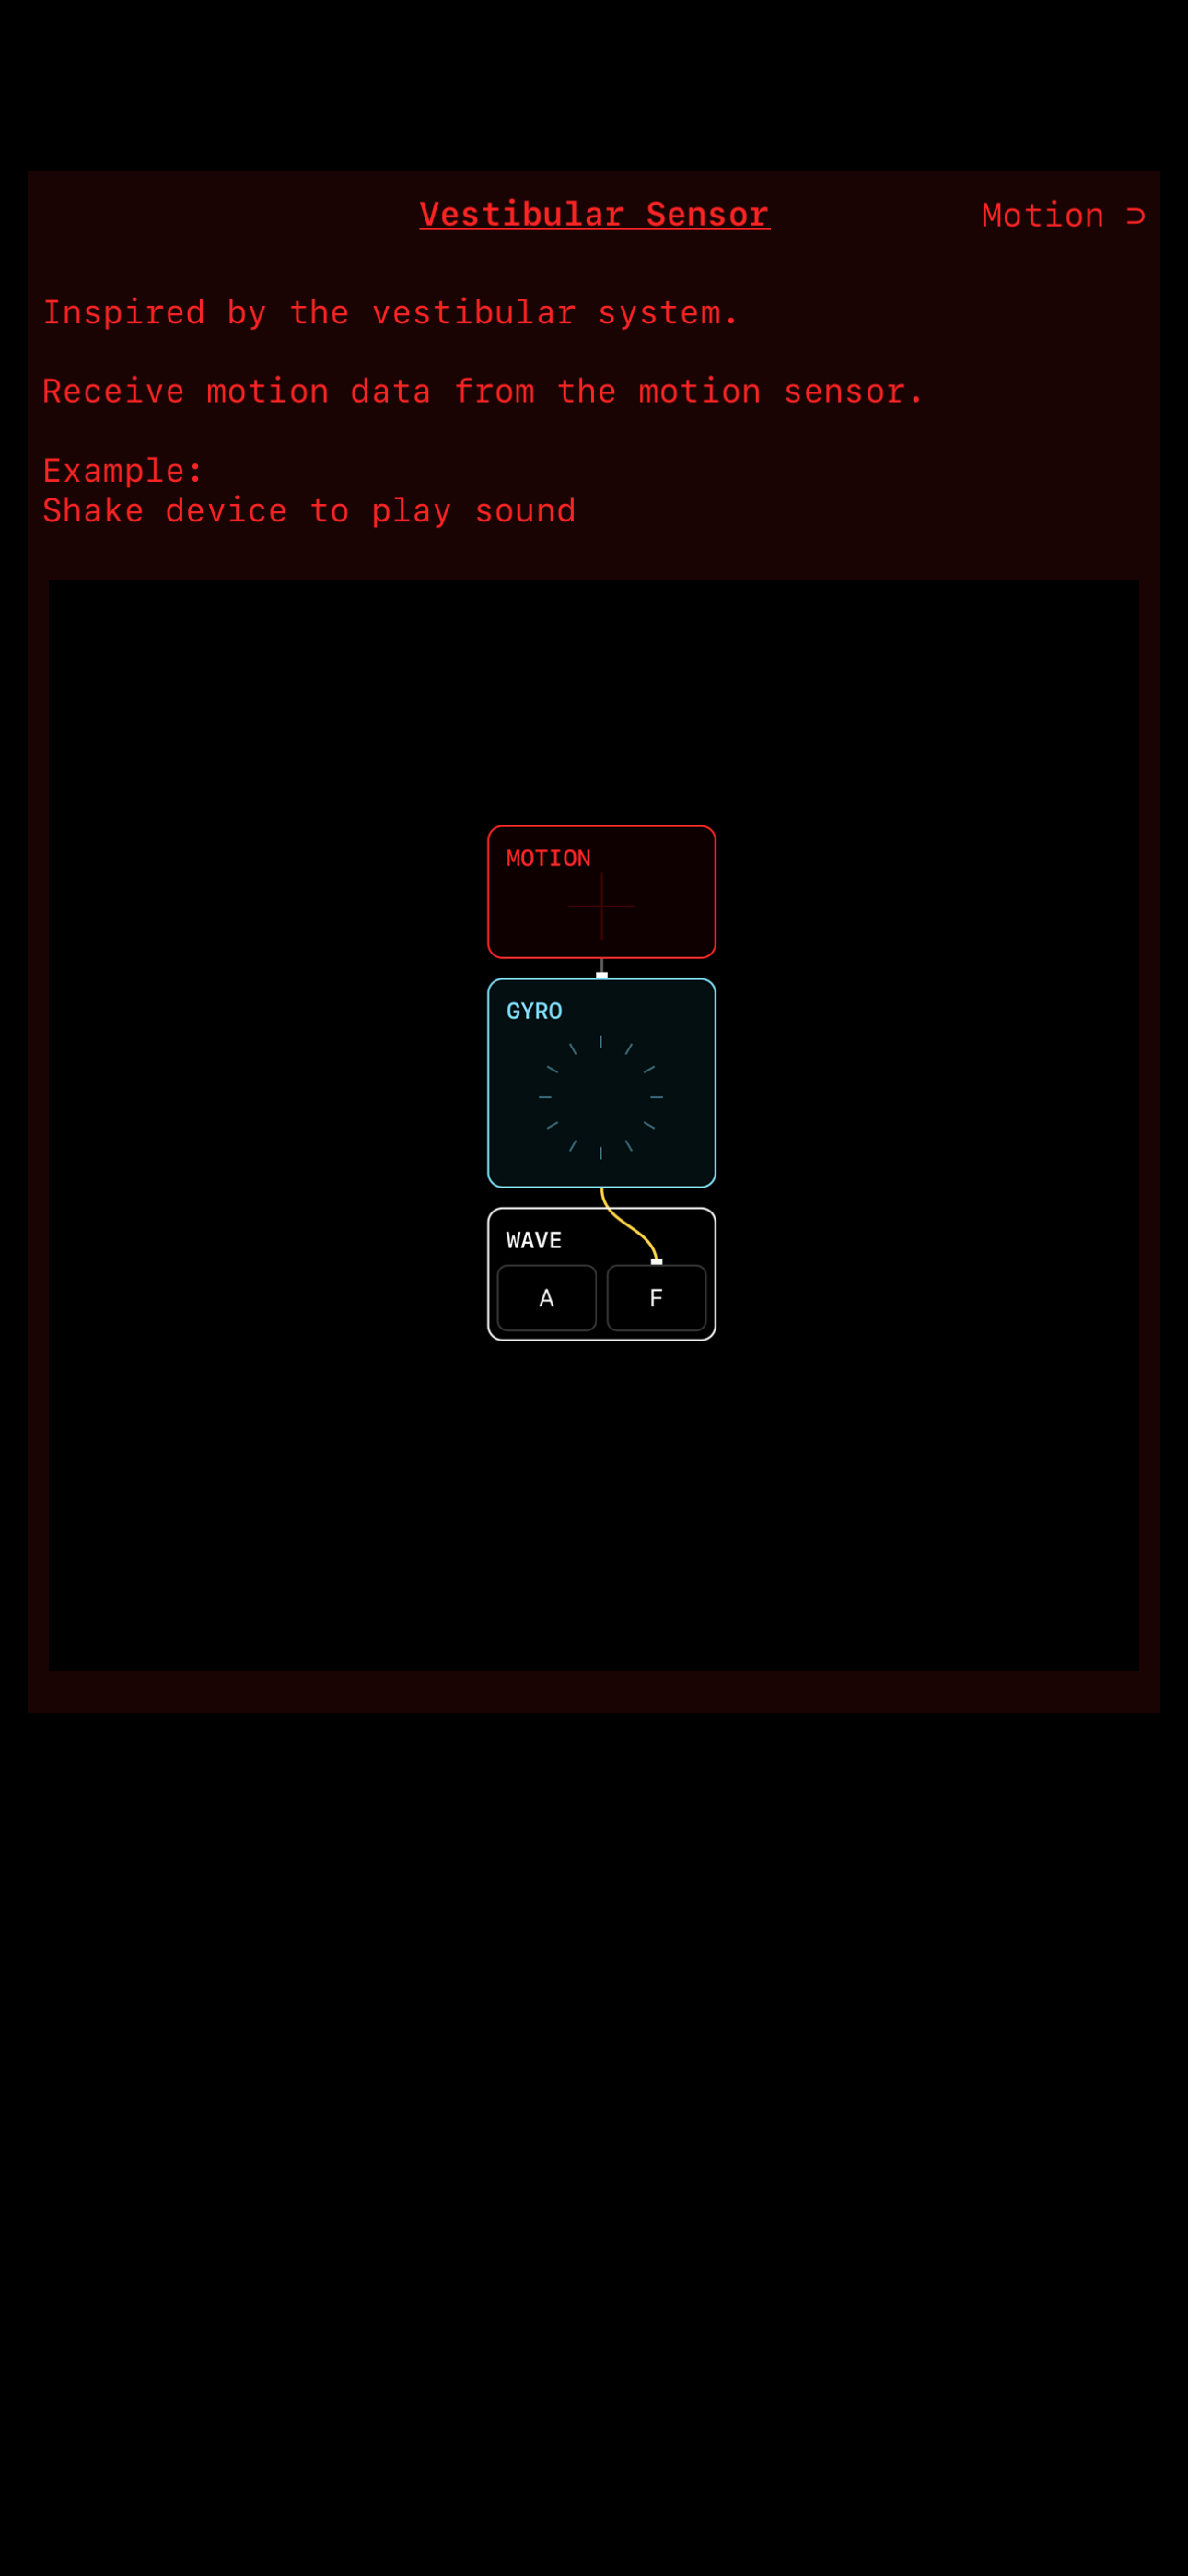 Vestibular Sensor
Motion ⊃
Inspired by the vestibular system.
Receive motion data from the motion sensor.
Example:
Shake device to play sound
MOTION
GYRO
WAVE
A F